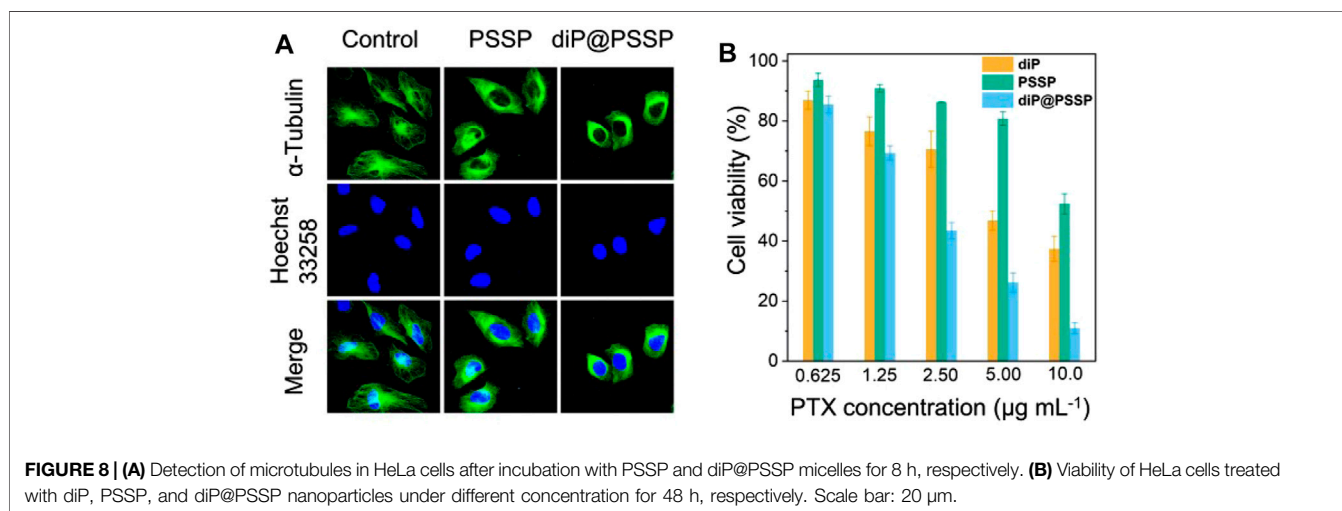 A
Control PSSP diP@PSSP
α-Tubulin
Hoechst
33258
Merge
B
100
80
60
40
20
0
Cell viability (%)
diP
PSSP
diP@PSSP
0.625 1.25 2.50 5.00 10.0
PTX concentration (µg mL⁻¹)
FIGURE 8 | (A) Detection of microtubules in HeLa cells after incubation with PSSP and diP@PSSP micelles for 8 h, respectively. (B) Viability of HeLa cells treated
with diP, PSSP, and diP@PSSP nanoparticles under different concentration for 48 h, respectively. Scale bar: 20 µm.